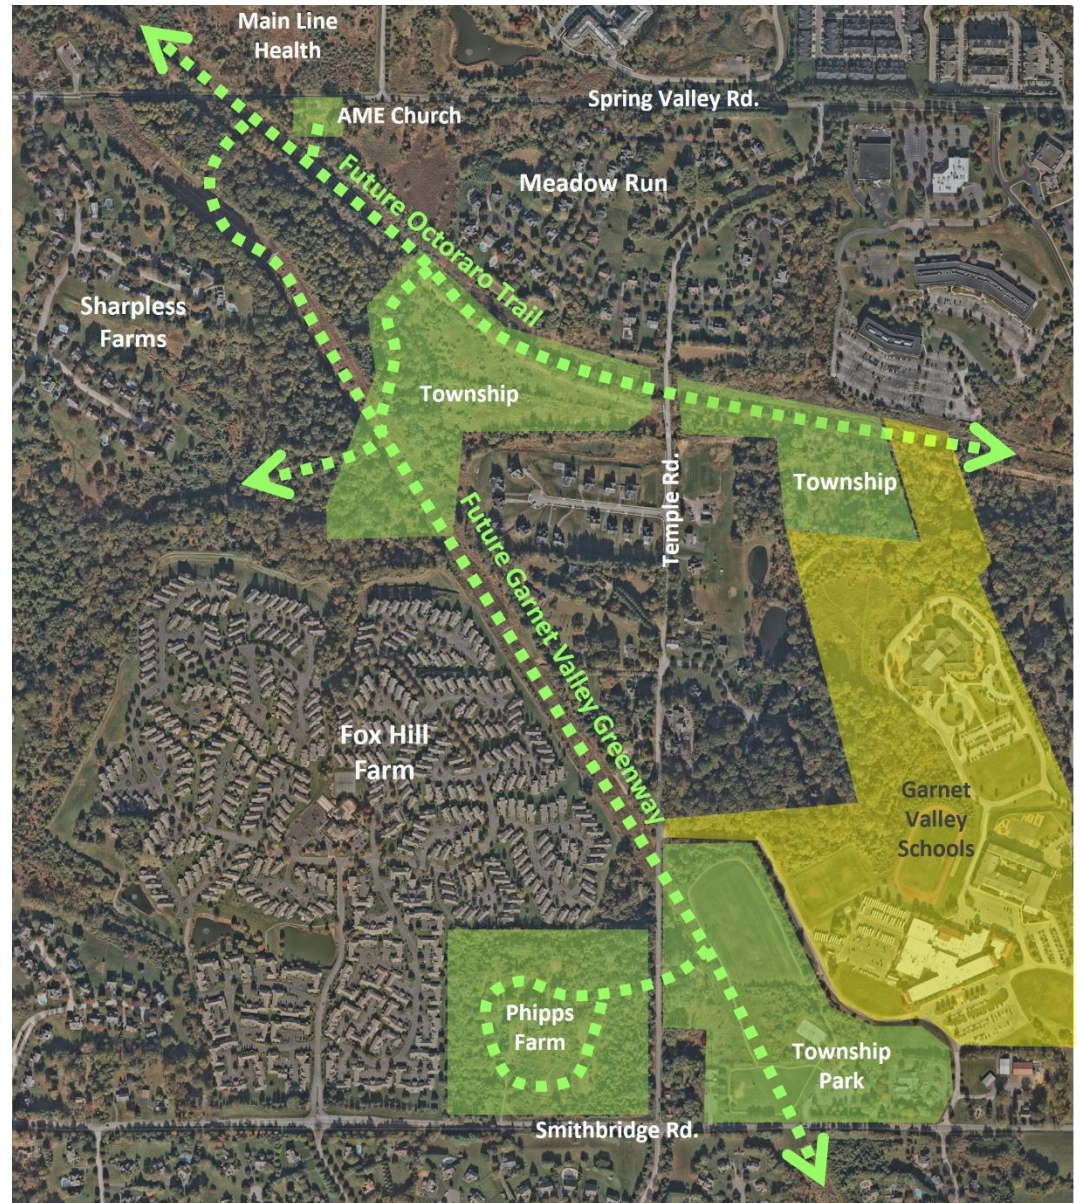 Main Line
Health
Spring Valley Rd.
AME Church
Future Octoraro Trail
Meadow Run
Sharpless
Farms
Township
Township
Temple Rd.
Future Garnet Valley Greenway
Fox Hill
Farm
Garnet
Valley
Schools
Phipps
Farm
Township
Park
Smithbridge Rd.